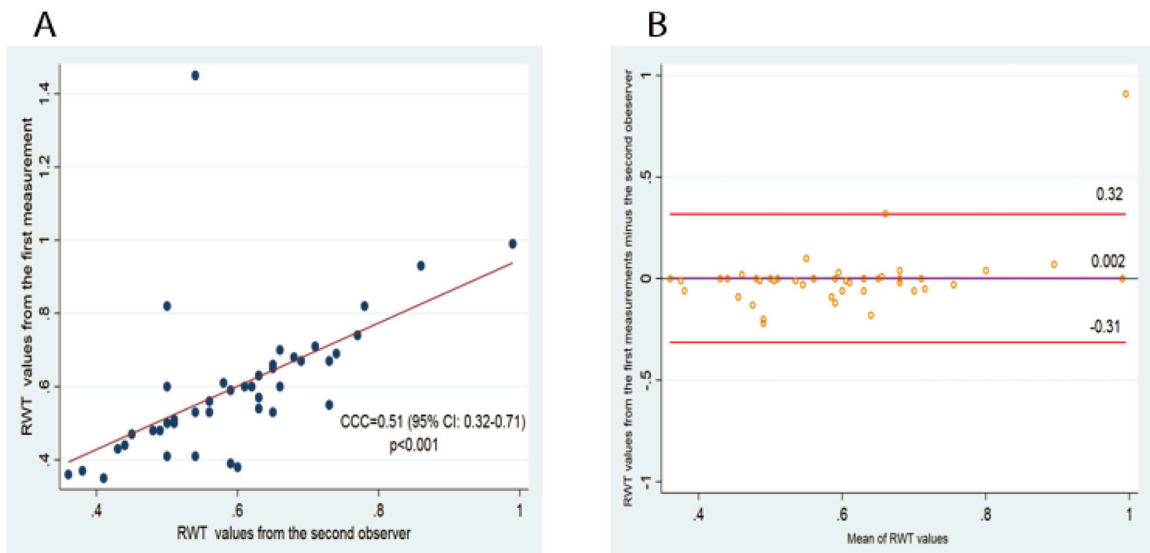 A
RWT values from the first measurement
1.4
1.2
1
.8
.6
.4
CCC=0.51 (95% CI: 0.32-0.71)
p<0.001
.4
.6
.8
1
RWT values from the second observer
B
RWT values from the first measurements minus the second obeserver
1
.5
0
-.5
-1
0.32
0.002
-0.31
.4
.6
.8
1
Mean of RWT values